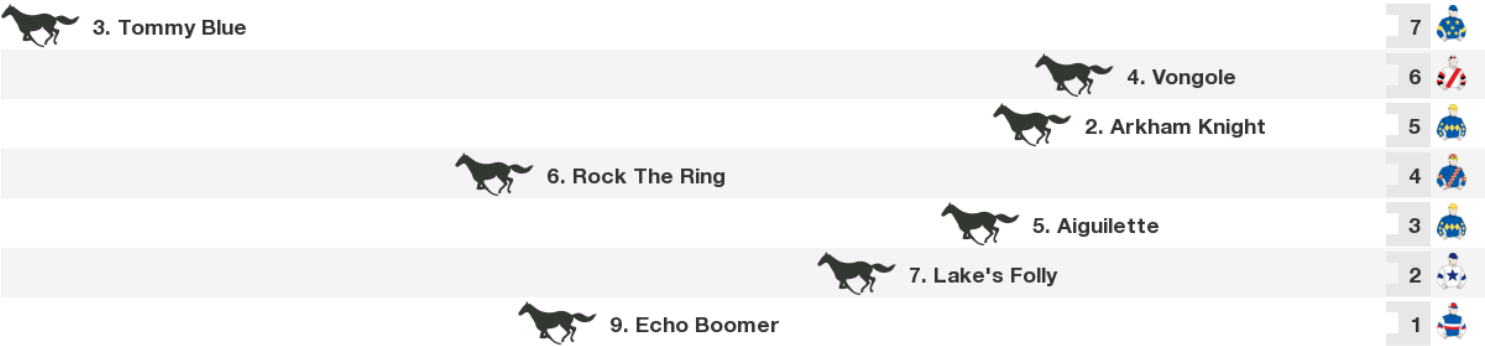 3. Tommy Blue 7
4. Vongole 6
2. Arkham Knight 5
6. Rock The Ring 4
5. Aiguilette 3
7. Lake's Folly 2
9. Echo Boomer 1